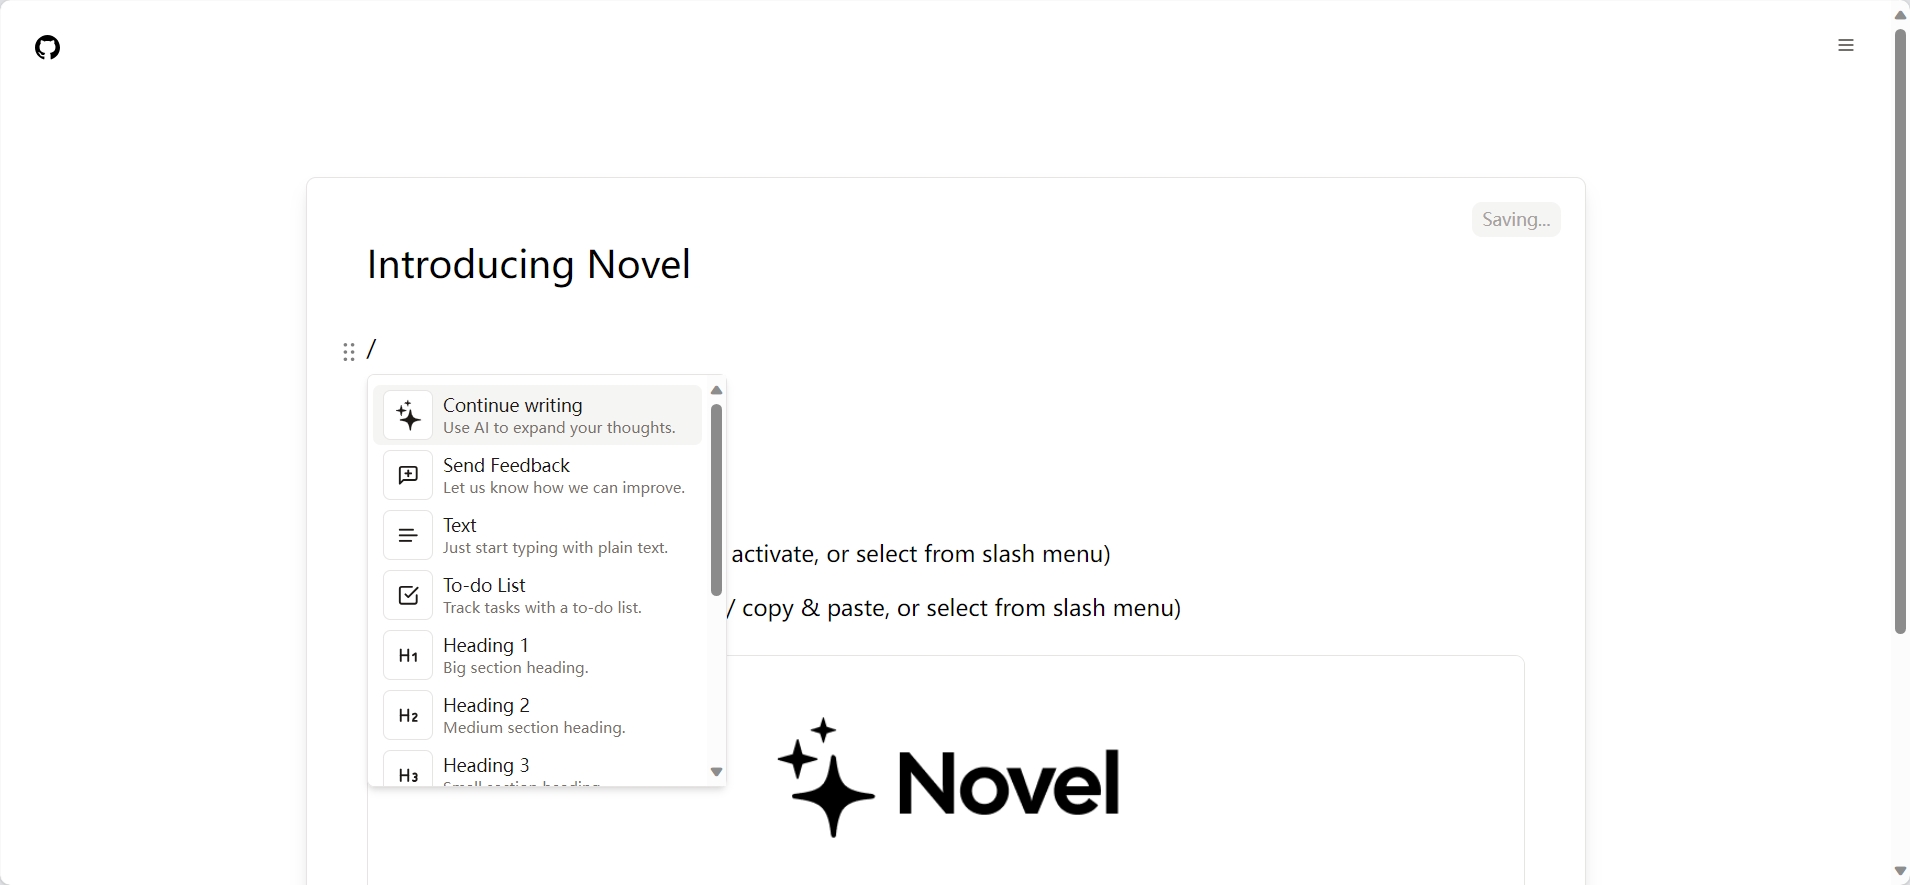 Saving...
Introducing Novel
/
Continue writing
Use AI to expand your thoughts.
Send Feedback
Let us know how we can improve.
Text
Just start typing with plain text.
activate, or select from slash menu)
To-do List
Track tasks with a to-do list.
/ copy & paste, or select from slash menu)
H1
Heading 1
Big section heading.
H2
Heading 2
Medium section heading.
H3
Heading 3
Small section heading.
Novel